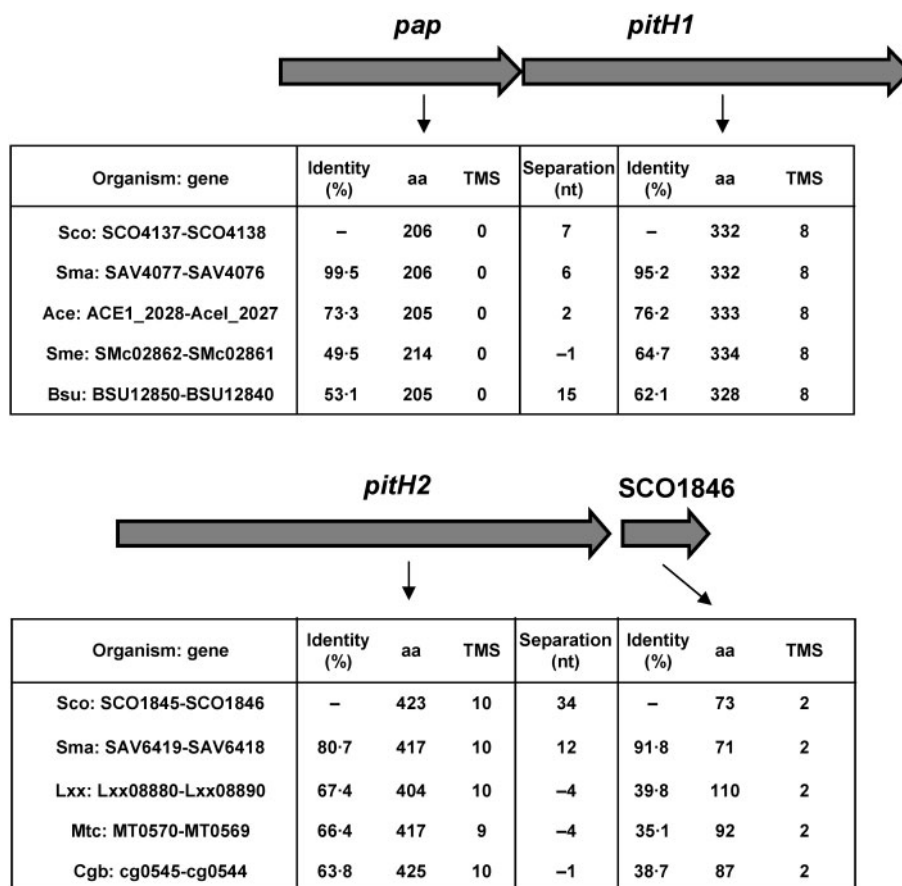 pap pitH1
Organism: gene Identity (%) aa TMS Separation (nt) Identity (%) aa TMS
Sco: SCO4137-SCO4138 – 206 0 7 – 332 8
Sma: SAV4077-SAV4076 99·5 206 0 6 95·2 332 8
Ace: ACE1_2028-Acel_2027 73·3 205 0 2 76·2 333 8
Sme: SMc02862-SMc02861 49·5 214 0 –1 64·7 334 8
Bsu: BSU12850-BSU12840 53·1 205 0 15 62·1 328 8
pitH2 SCO1846
Organism: gene Identity (%) aa TMS Separation (nt) Identity (%) aa TMS
Sco: SCO1845-SCO1846 – 423 10 34 – 73 2
Sma: SAV6419-SAV6418 80·7 417 10 12 91·8 71 2
Lxx: Lxx08880-Lxx08890 67·4 404 10 –4 39·8 110 2
Mtc: MT0570-MT0569 66·4 417 9 –4 35·1 92 2
Cgb: cg0545-cg0544 63·8 425 10 –1 38·7 87 2